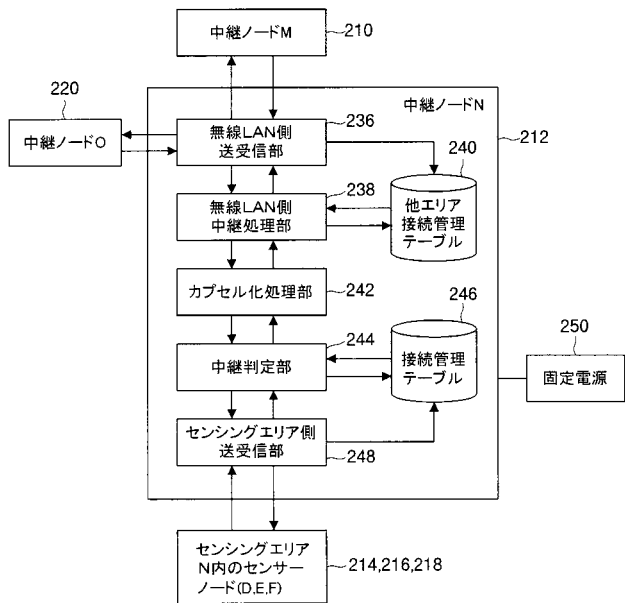 中継ノードM
210
220
中継ノードO
中継ノードN
212
無線LAN側
送受信部
236
238
無線LAN側
中継処理部
240
他エリア
接続管理
テーブル
カプセル化処理部
242
244
中継判定部
246
接続管理
テーブル
250
固定電源
センシングエリア側
送受信部
248
センシングエリア
N内のセンサー
ノード(D,E,F)
214,216,218